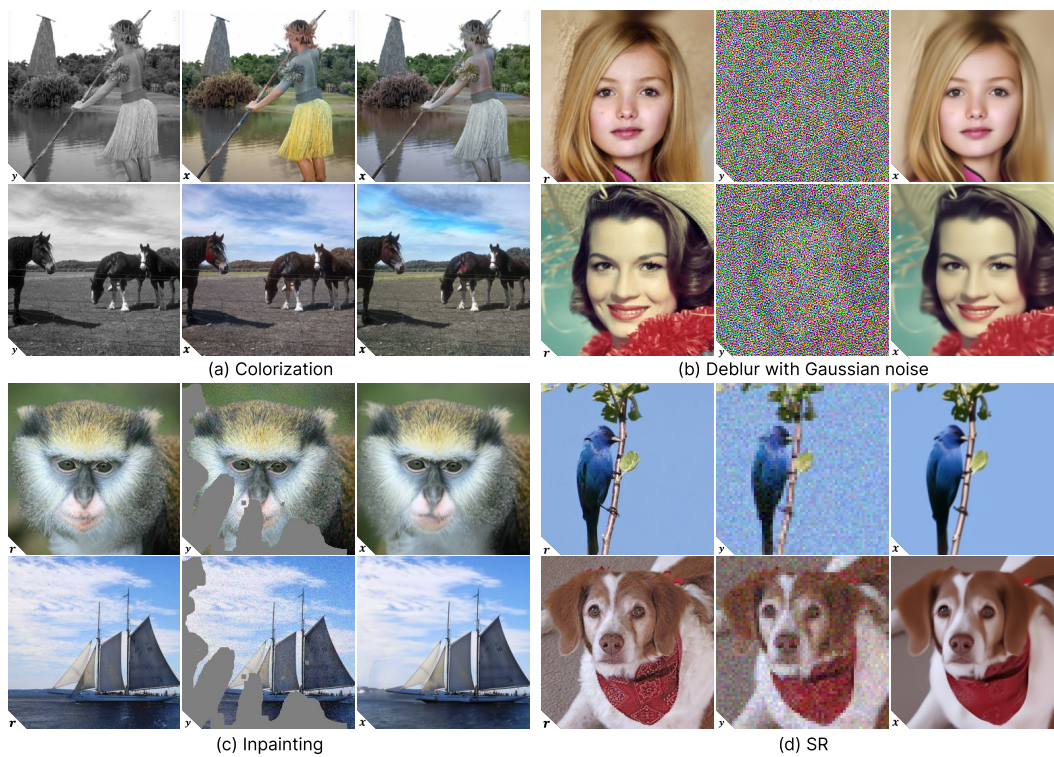 y x x r y x
y x x r y x
(a) Colorization (b) Deblur with Gaussian noise
r y x r y x
r y x r y x
(c) Inpainting (d) SR